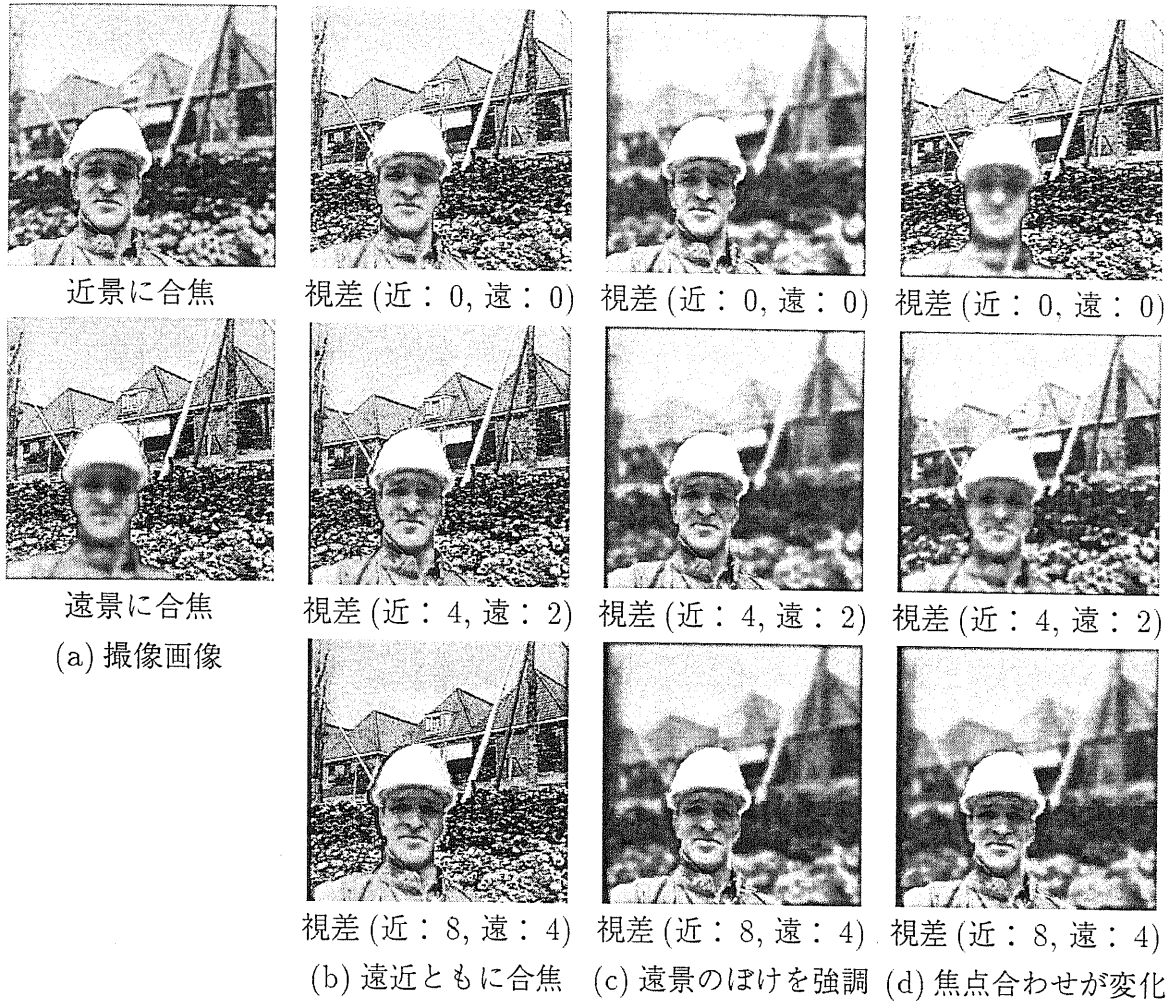 近景に合焦
視差 (近：0, 遠：0)
視差 (近：0, 遠：0)
視差 (近：0, 遠：0)
遠景に合焦
視差 (近：4, 遠：2)
視差 (近：4, 遠：2)
視差 (近：4, 遠：2)
(a) 撮像画像
視差 (近：8, 遠：4)
視差 (近：8, 遠：4)
視差 (近：8, 遠：4)
(b) 遠近ともに合焦
(c) 遠景のぼけを強調
(d) 焦点合わせが変化